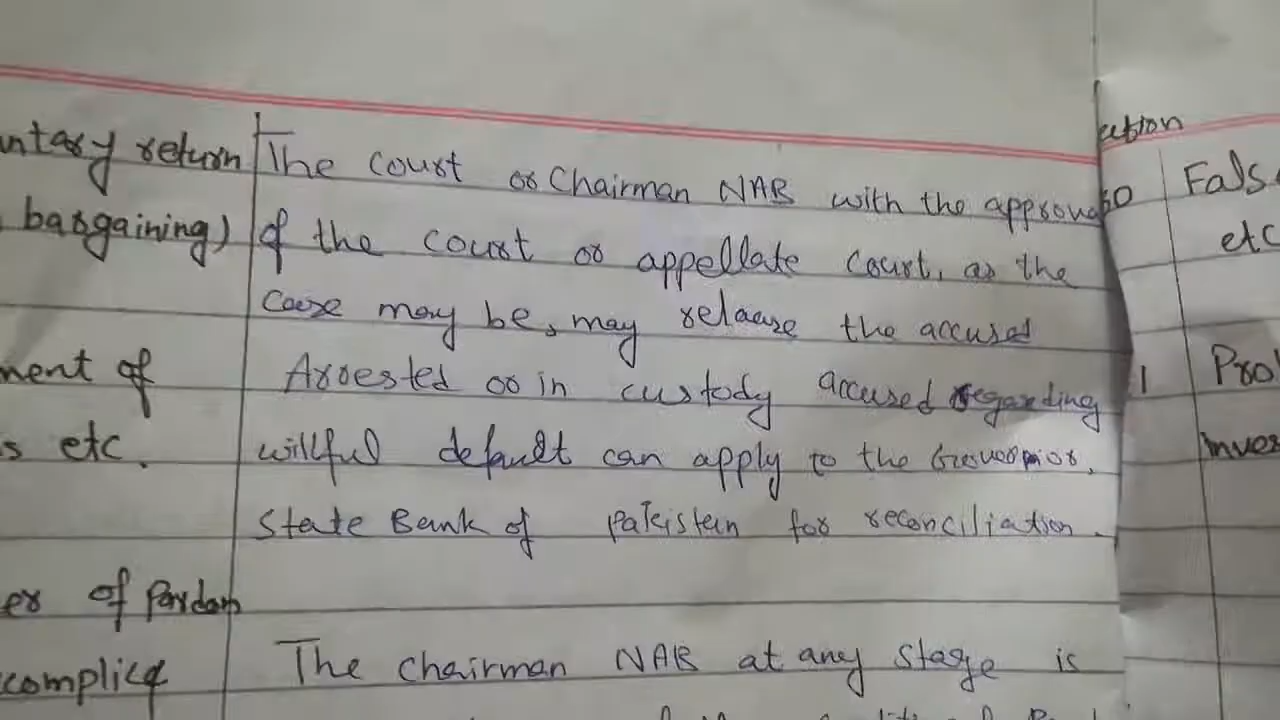 ntary return The court or Chairman NAB with the approval
bargaining) of the court or appellate court, as the
case may be, may relaese the accused
ment of Arrested or in custody accused regarding
s etc. willful default can apply to the Governor,
State Bank of Pakistan for reconciliation.
er of Pardon
complice The Chairman NAB at any stage is
ution
Fals
etc
1 Pro
inves